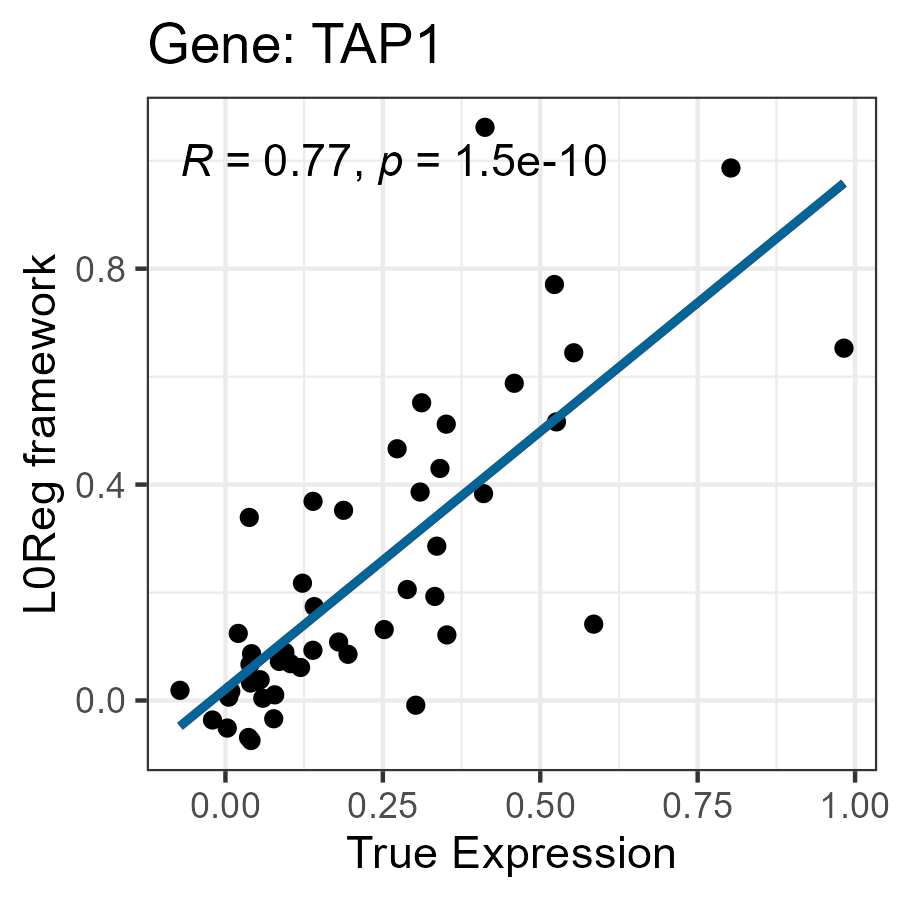 Gene: TAP1
R = 0.77, p = 1.5e-10
L0Reg framework
0.8
0.4
0.0
0.00 0.25 0.50 0.75 1.00
True Expression